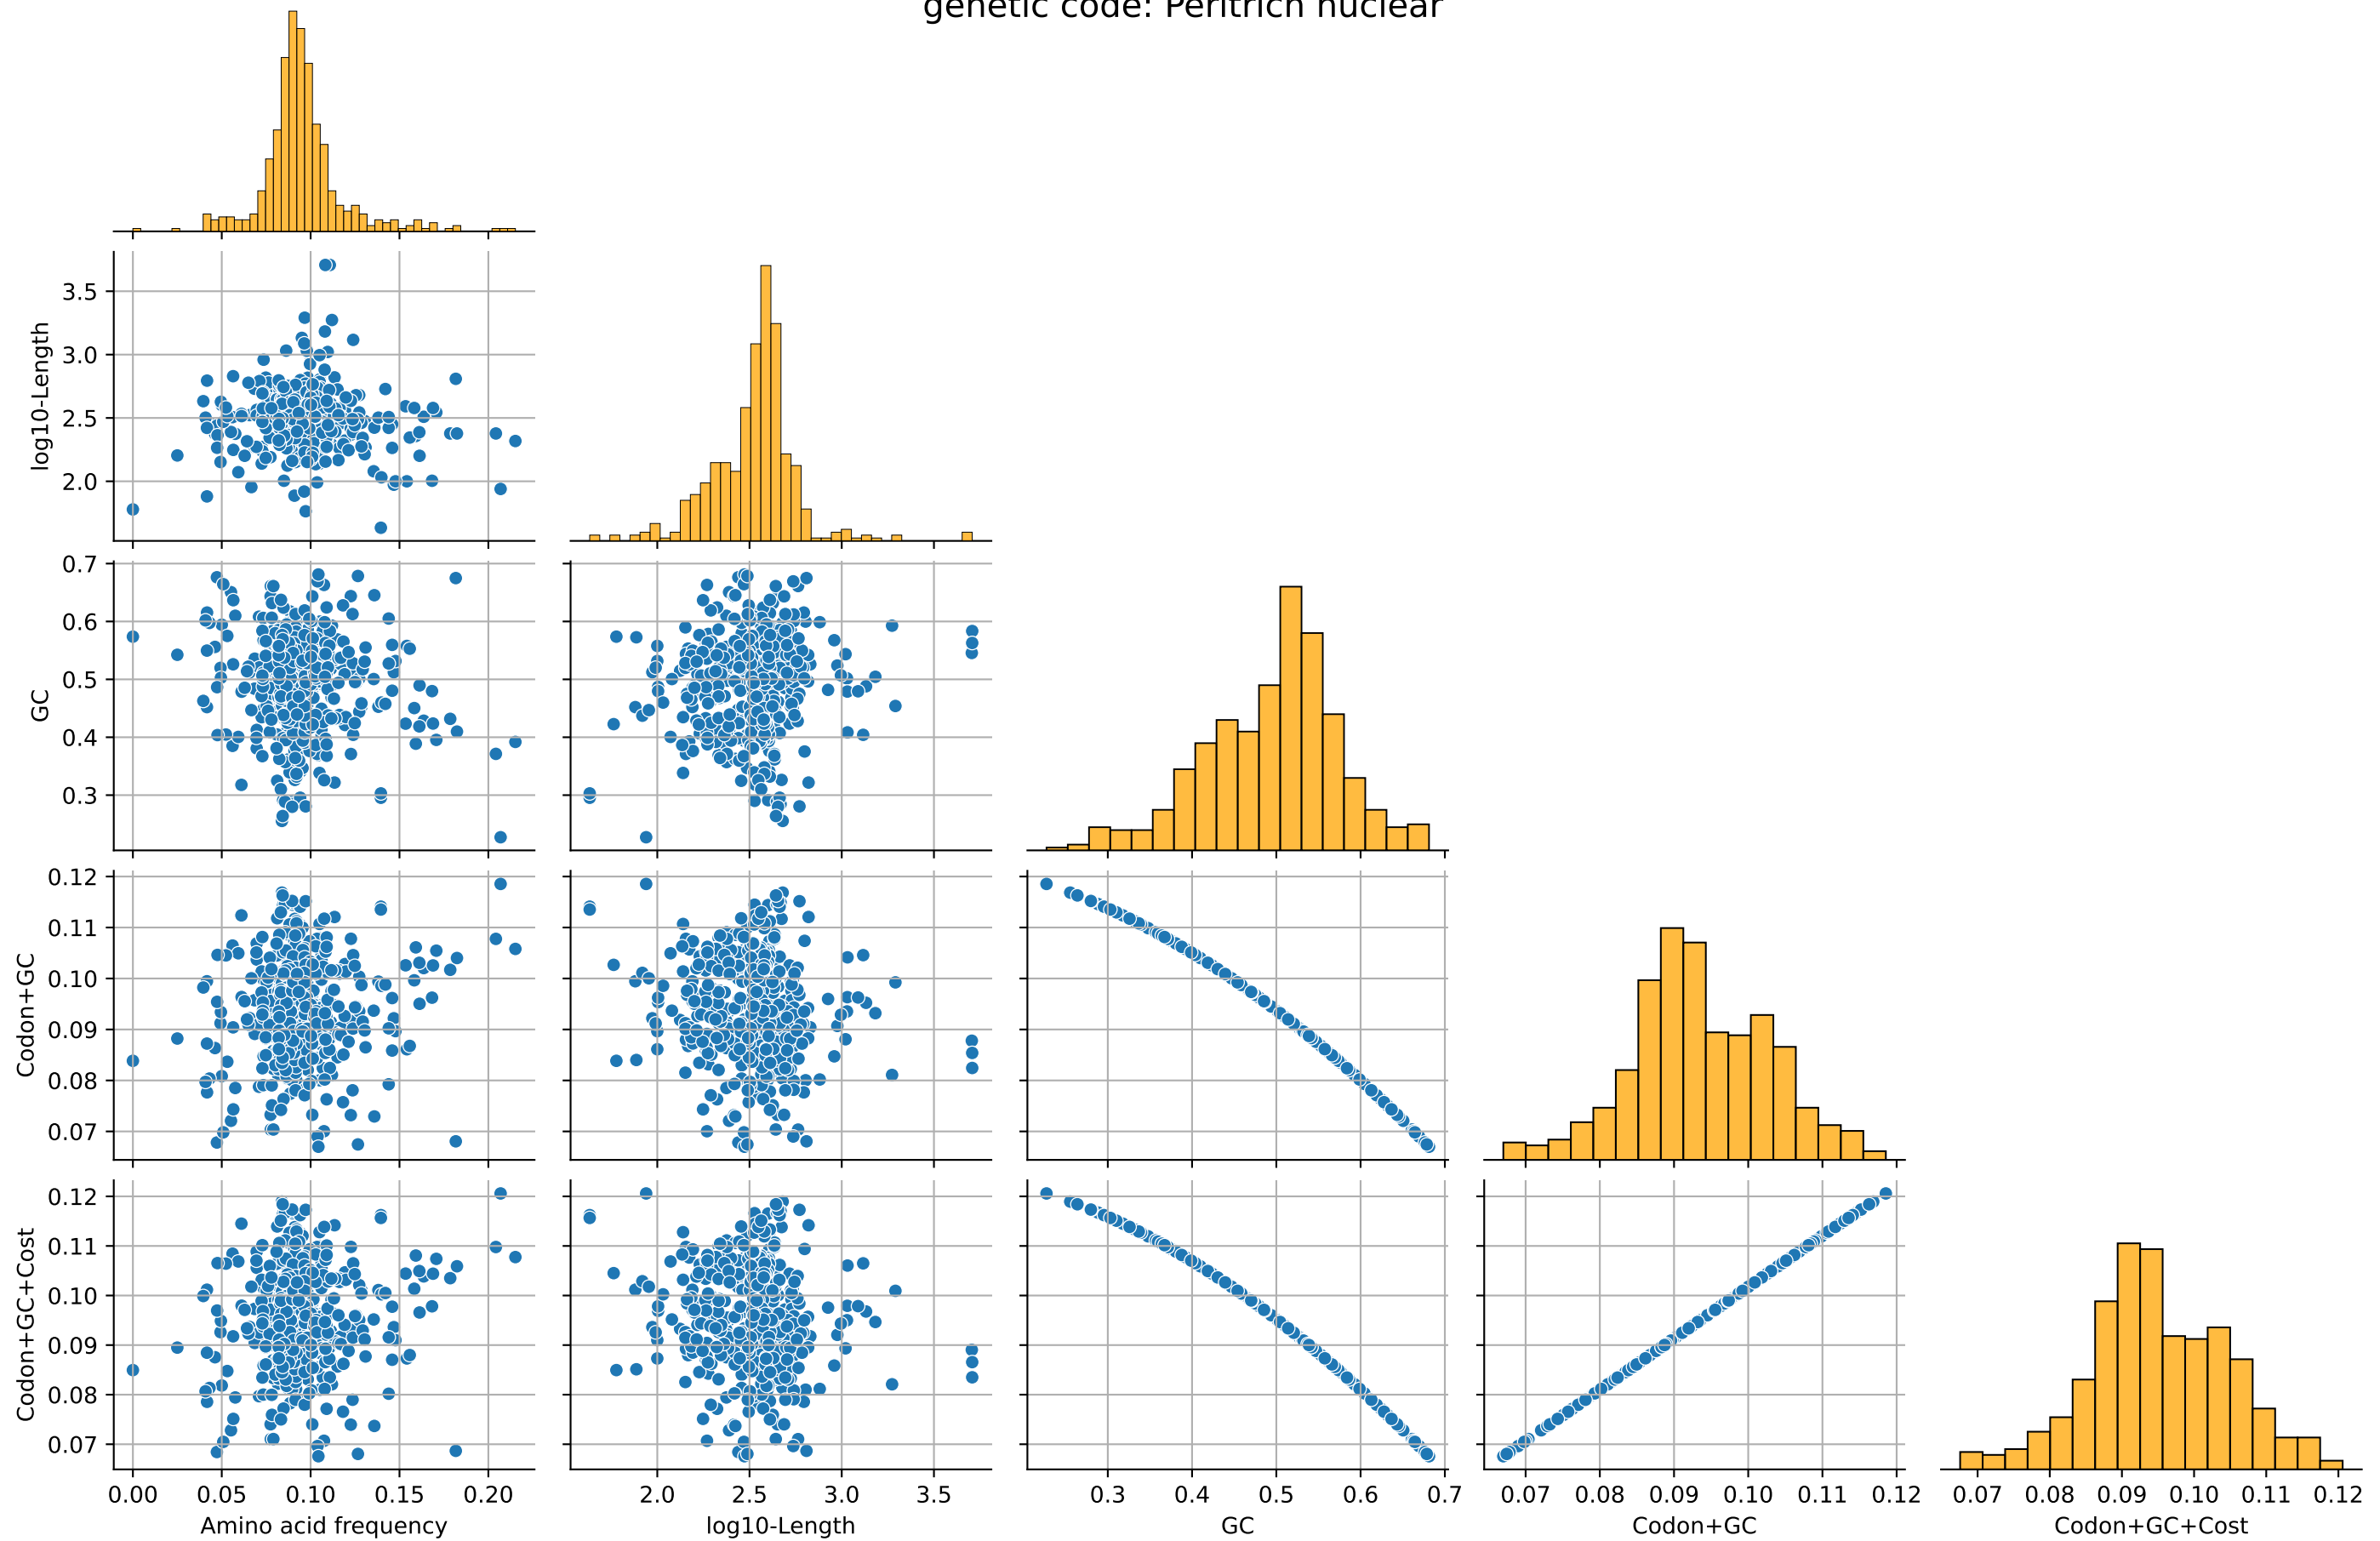 genetic code: Peritrich nuclear
log10-Length
3.5
3.0
2.5
2.0
GC
0.7
0.6
0.5
0.4
0.3
Codon+GC
0.12
0.11
0.10
0.09
0.08
0.07
Codon+GC+Cost
0.12
0.11
0.10
0.09
0.08
0.07
0.00 0.05 0.10 0.15 0.20
2.0 2.5 3.0 3.5
0.3 0.4 0.5 0.6 0.7
0.07 0.08 0.09 0.10 0.11 0.12
0.07 0.08 0.09 0.10 0.11 0.12
Amino acid frequency
log10-Length
GC
Codon+GC
Codon+GC+Cost